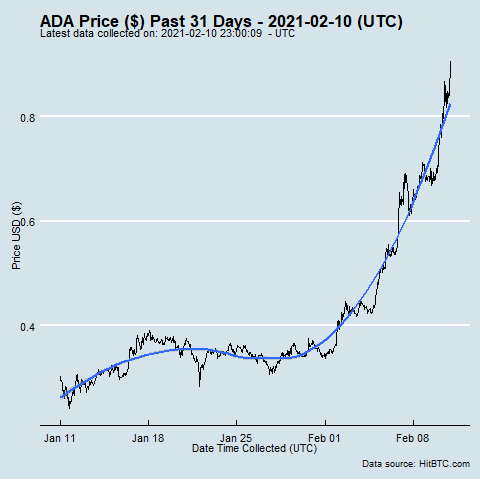 ADA Price ($) Past 31 Days - 2021-02-10 (UTC)
Latest data collected on: 2021-02-10 23:00:09 - UTC
0.8
0.6
0.4
Price USD ($)
Jan 11 Jan 18 Jan 25 Feb 01 Feb 08
Date Time Collected (UTC)
Data source: HitBTC.com